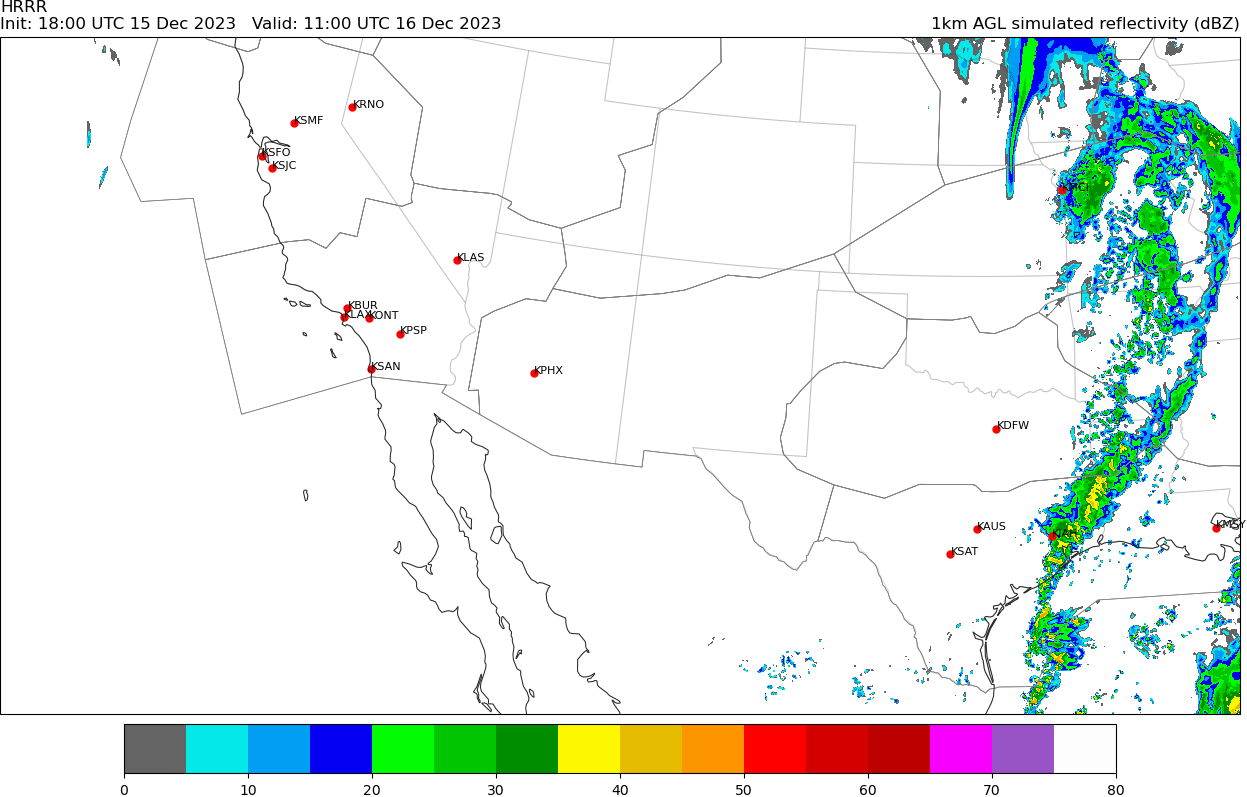 HRRR
Init: 18:00 UTC 15 Dec 2023   Valid: 11:00 UTC 16 Dec 2023   1km AGL simulated reflectivity (dBZ)
KRNO
KSMF
KSFO
KSJC
KMCI
KLAS
KBUR
KLAX
KONT
KPSP
KSAN
KPHX
KDFW
KAUS
KMSY
KIAH
KSAT
0 10 20 30 40 50 60 70 80